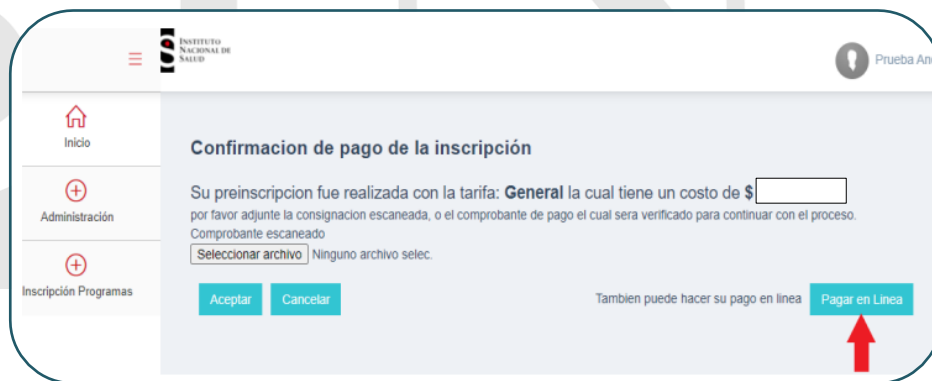 INSTITUTO
NACIONAL DE
SALUD
Prueba An
Inicio
Administración
Inscripción Programas
Confirmacion de pago de la inscripción
Su preinscripcion fue realizada con la tarifa: General la cual tiene un costo de $
por favor adjunte la consignacion escaneada, o el comprobante de pago el cual sera verificado para continuar con el proceso.
Comprobante escaneado
Seleccionar archivo Ninguno archivo selec.
Aceptar Cancelar Tambien puede hacer su pago en linea Pagar en Linea